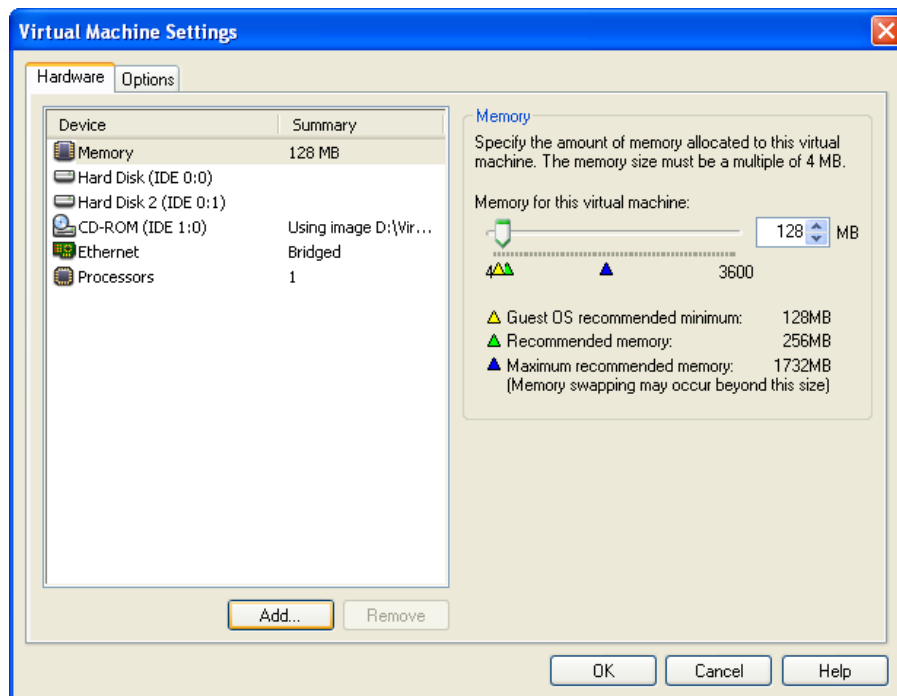 Virtual Machine Settings
Hardware
Options
Device Summary
Memory 128 MB
Hard Disk (IDE 0:0)
Hard Disk 2 (IDE 0:1)
CD-ROM (IDE 1:0) Using image D:\Vir...
Ethernet Bridged
Processors 1
Add...
Remove
Memory
Specify the amount of memory allocated to this virtual
machine. The memory size must be a multiple of 4 MB.
Memory for this virtual machine:
128 MB
4 3600
Guest OS recommended minimum: 128MB
Recommended memory: 256MB
Maximum recommended memory: 1732MB
(Memory swapping may occur beyond this size)
OK
Cancel
Help